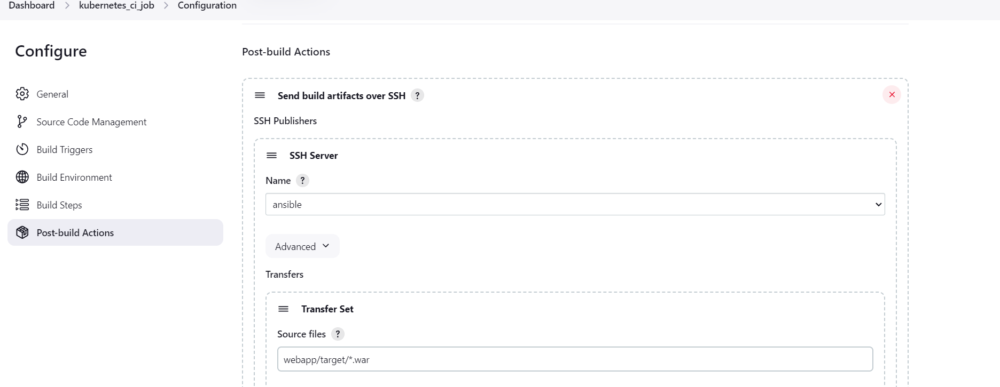 Dashboard > kubernetes_ci_job > Configuration
Configure
General
Source Code Management
Build Triggers
Build Environment
Build Steps
Post-build Actions
Post-build Actions
Send build artifacts over SSH ?
SSH Publishers
SSH Server
Name ?
ansible
Advanced
Transfers
Transfer Set
Source files ?
webapp/target/*.war